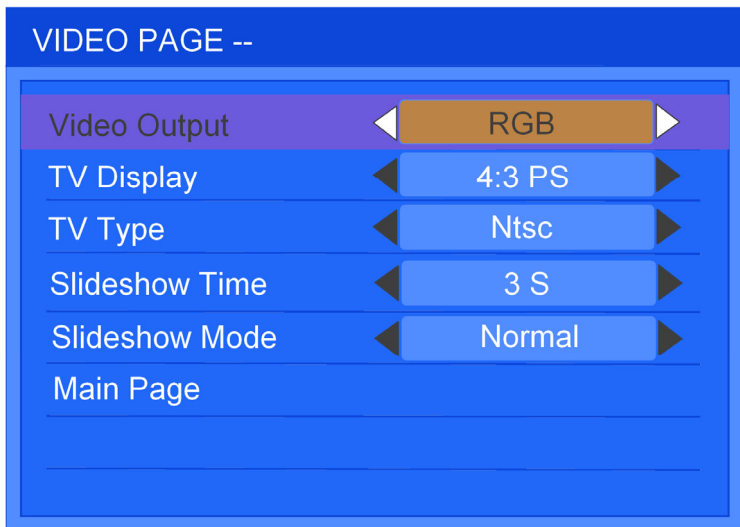 VIDEO PAGE --
Video Output RGB
TV Display 4:3 PS
TV Type Ntsc
Slideshow Time 3 S
Slideshow Mode Normal
Main Page